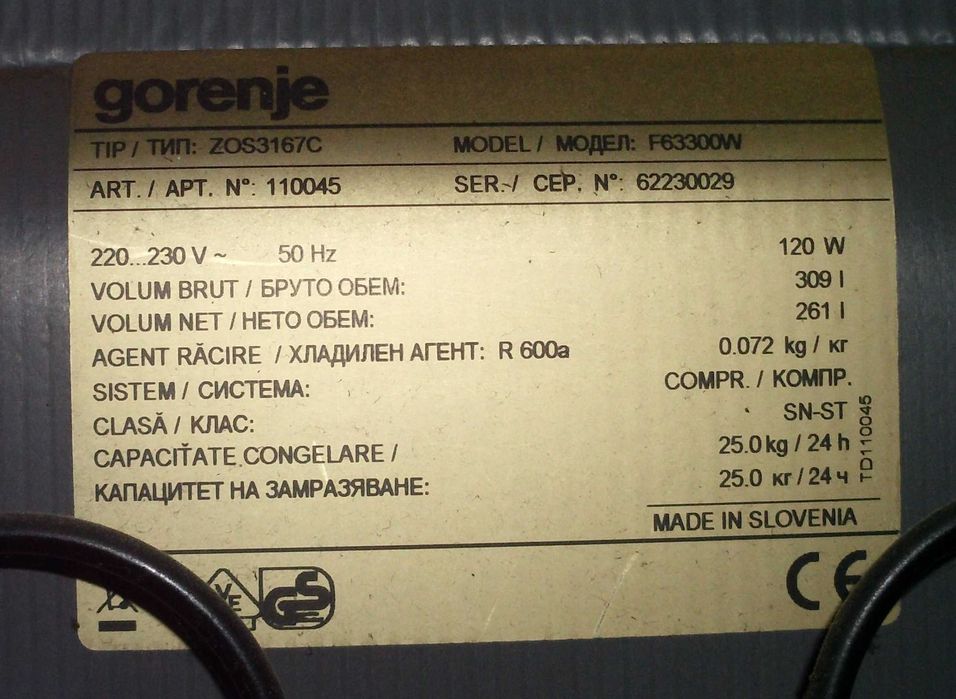 gorenje
TIP / ТИП: ZOS3167C MODEL / МОДЕЛ: F63300W
ART. / АРТ. N°: 110045 SER. / СЕР. N°: 62230029
220...230 V ~ 50 Hz 120 W
VOLUM BRUT / БРУТО ОБЕМ: 309 l
VOLUM NET / НЕТО ОБЕМ: 261 l
AGENT RĂCIRE / ХЛАДИЛЕН АГЕНТ: R 600a 0.072 kg / кг
SISTEM / СИСТЕМА: COMPR. / КОМПР.
CLASĂ / КЛАС: SN-ST
CAPACIŤATE CONGELARE / 25.0 kg / 24 h
КАПАЦИТЕТ НА ЗАМРАЗЯВАНЕ: 25.0 кг / 24 ч
TD110045
MADE IN SLOVENIA
VE GS CE